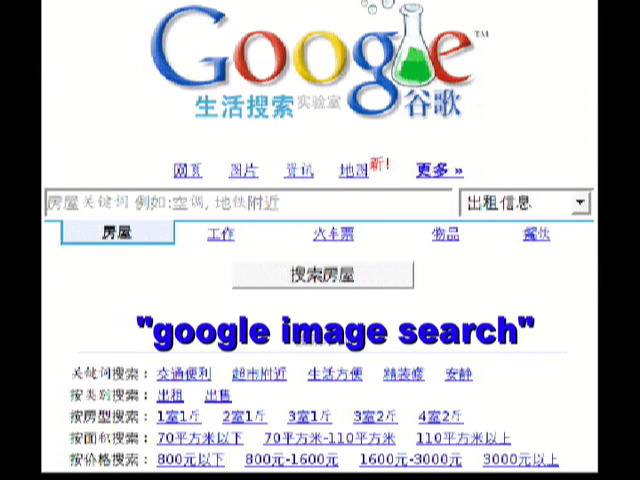 Google™
生活搜索 实验室 谷歌
网页 图片 资讯 地图 新! 更多 »
房屋关键词 例如:空调, 地铁附近 出租信息
房屋 工作 火车票 物品 餐饮
搜索房屋
"google image search"
关键词搜索： 交通便利 超市附近 生活方便 精装修 安静
按类别搜索： 出租 出售
按房型搜索： 1室1厅 2室1厅 3室1厅 3室2厅 4室2厅
按面积搜索： 70平方米以下 70平方米-110平方米 110平方米以上
按价格搜索： 800元以下 800元-1600元 1600元-3000元 3000元以上